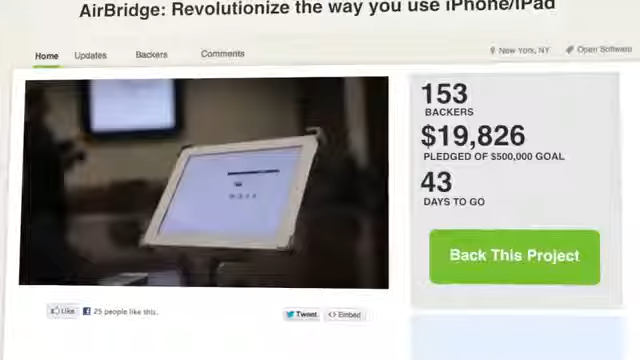 AirBridge: Revolutionize the way you use iPhone/iPad
Home Updates Backers Comments
New York, NY Open Software
153
BACKERS
$19,826
PLEDGED OF $500,000 GOAL
43
DAYS TO GO
Back This Project
Like 25 people like this.
Tweet Embed